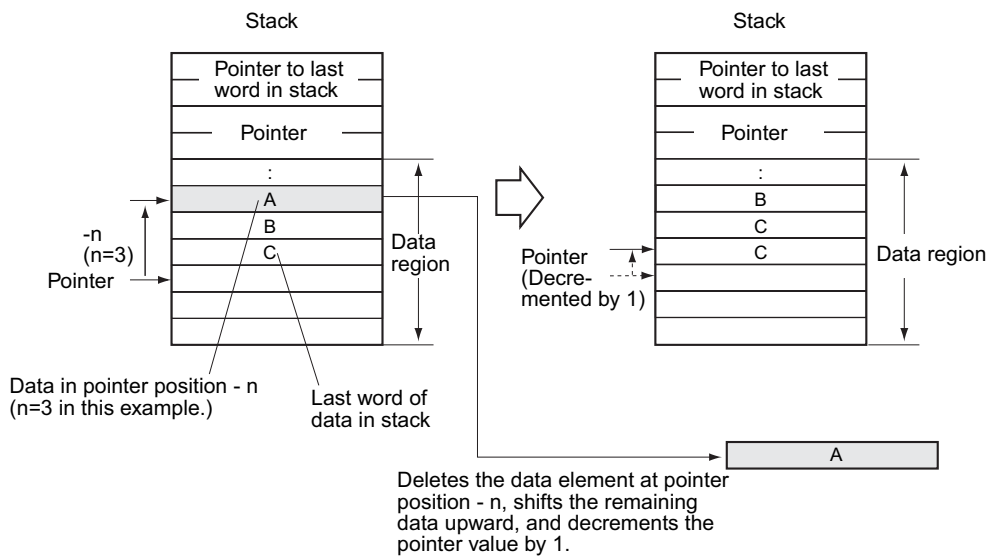 Stack
Pointer to last
word in stack
Pointer
:
A
B
C
-n
(n=3)
Pointer
Data
region
Data in pointer position - n
(n=3 in this example.)
Last word of
data in stack
Stack
Pointer to last
word in stack
Pointer
:
B
C
C
Pointer
(Decre-
mented by 1)
Data region
A
Deletes the data element at pointer
position - n, shifts the remaining
data upward, and decrements the
pointer value by 1.